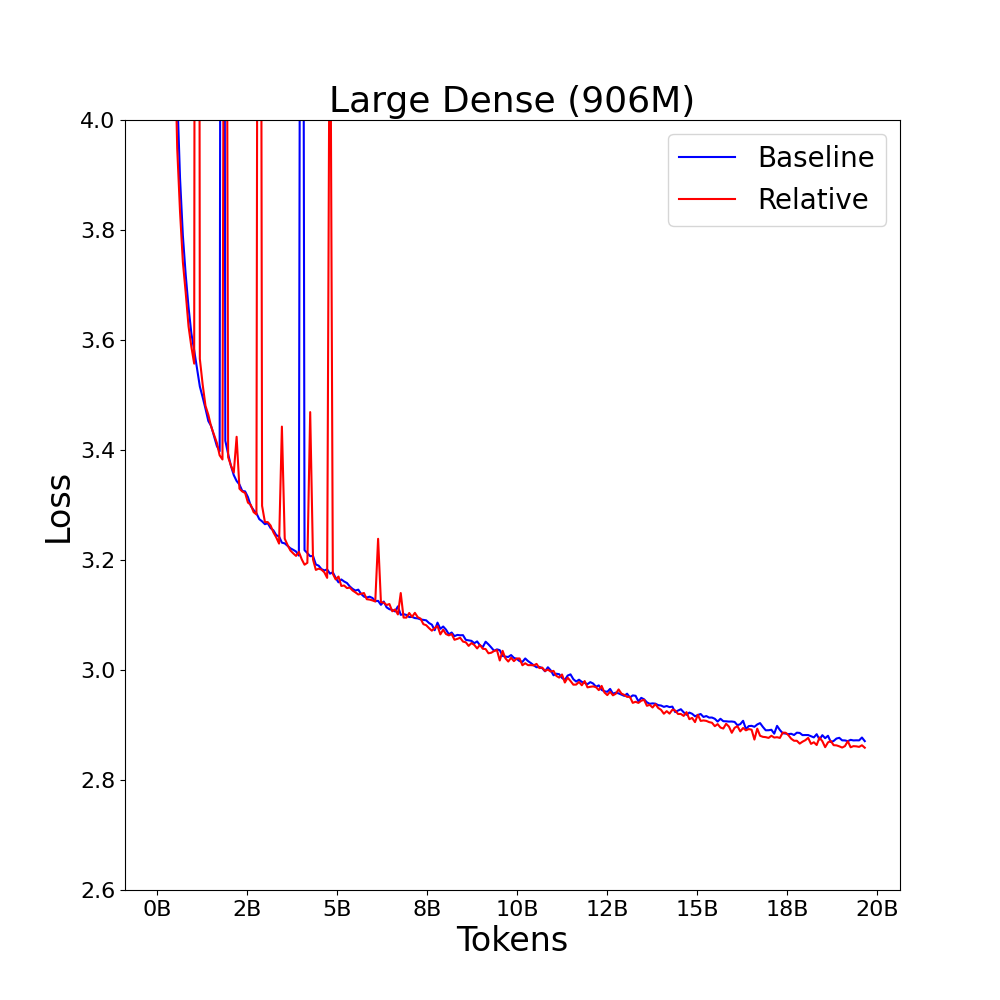 Large Dense (906M)
4.0
3.8
3.6
3.4
3.2
3.0
2.8
2.6
Loss
Baseline
Relative
0B 2B 5B 8B 10B 12B 15B 18B 20B
Tokens